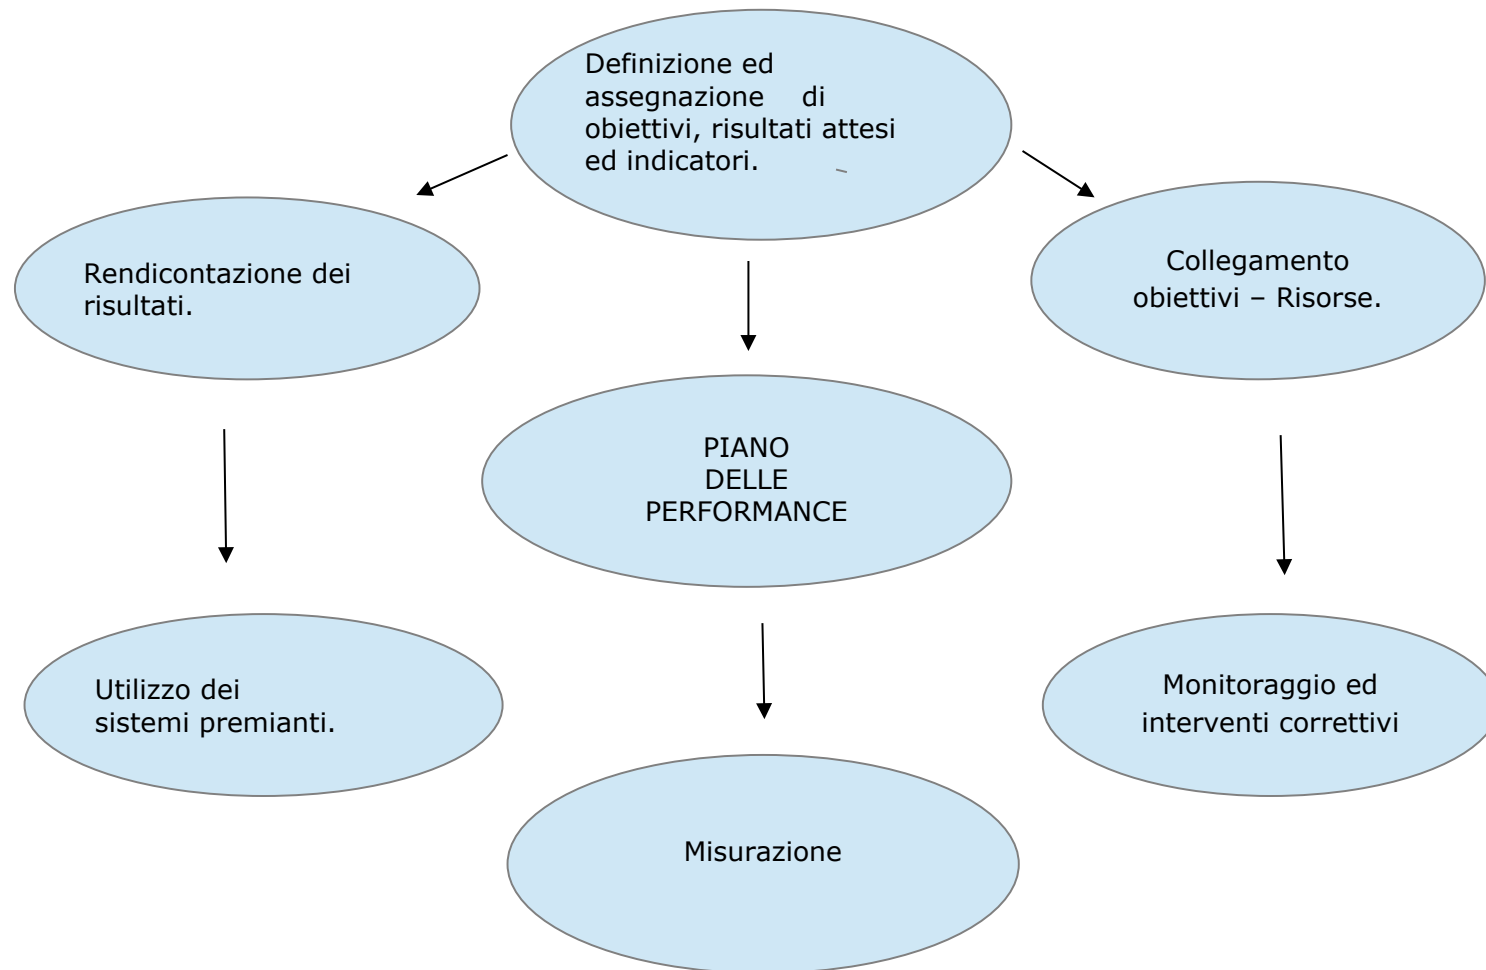 Definizione ed
assegnazione di
obiettivi, risultati attesi
ed indicatori.
Rendicontazione dei
risultati.
Collegamento
obiettivi – Risorse.
PIANO
DELLE
PERFORMANCE
Utilizzo dei
sistemi premianti.
Monitoraggio ed
interventi correttivi
Misurazione